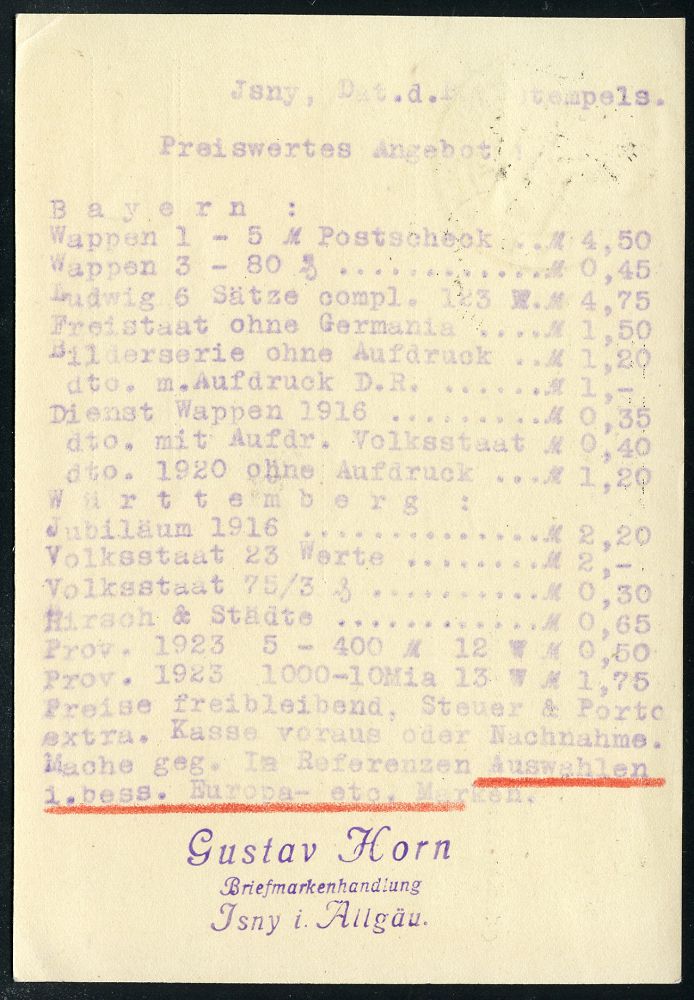 Jsny, Dat.d. stempels.
Preiswertes Angebot :
B a y e r n :
Wappen 1 - 5 M Postscheck ..M 4,50
Wappen 3 - 80 ₰ .............M 0,45
Ludwig 6 Sätze compl. 123 W.M 4,75
Freistaat ohne Germania ....M 1,50
Bilderserie ohne Aufdruck ..M 1,20
dto. m.Aufdruck D.R. ......M 1,-
Dienst Wappen 1916 .........M 0,35
dto. mit Aufdr. Volksstaat M 0,40
dto. 1920 ohne Aufdruck ...M 1,20
W ü r t t e m b e r g :
Jubiläum 1916 ...............M 2,20
Volksstaat 23 Werte ........M 2,-
Volksstaat 75/3 ₰ ..........M 0,30
Hirsch & Städte ............M 0,65
Prov. 1923 5 - 400 M 12 W M 0,50
Prov. 1923 1000-10Mia 13 W M 1,75
Preise freibleibend, Steuer & Porto
extra. Kasse voraus oder Nachnahme.
Mache geg. Ia Referenzen Auswahlen
i.bess. Europa- etc. Marken.
Gustav Horn
Briefmarkenhandlung
Jsny i. Allgäu.